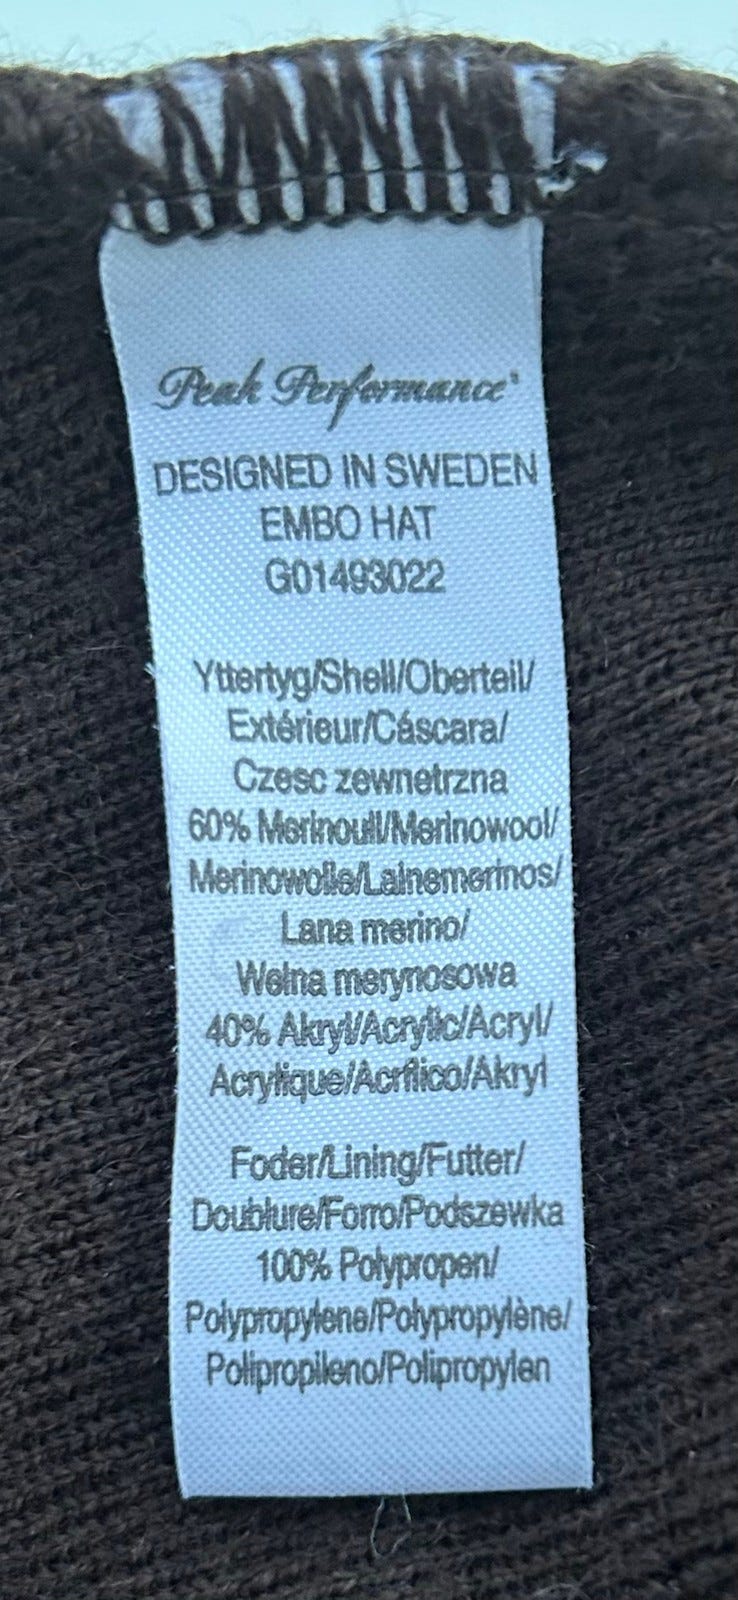 Peak Performance®
DESIGNED IN SWEDEN
EMBO HAT
G01493022
Yttertyg/Shell/Oberteil/
Extérieur/Cáscara/
Czesc zewnetrzna
60% Merinoull/Merinowool/
Merinowolle/Lainemerinos/
Lana merino/
Welna merynosowa
40% Akryl/Acrylic/Acryl/
Acrylique/Acrílico/Akryl
Foder/Lining/Futter/
Doublure/Forro/Podszewka
100% Polypropen/
Polypropylene/Polypropylène/
Polipropileno/Polipropylen